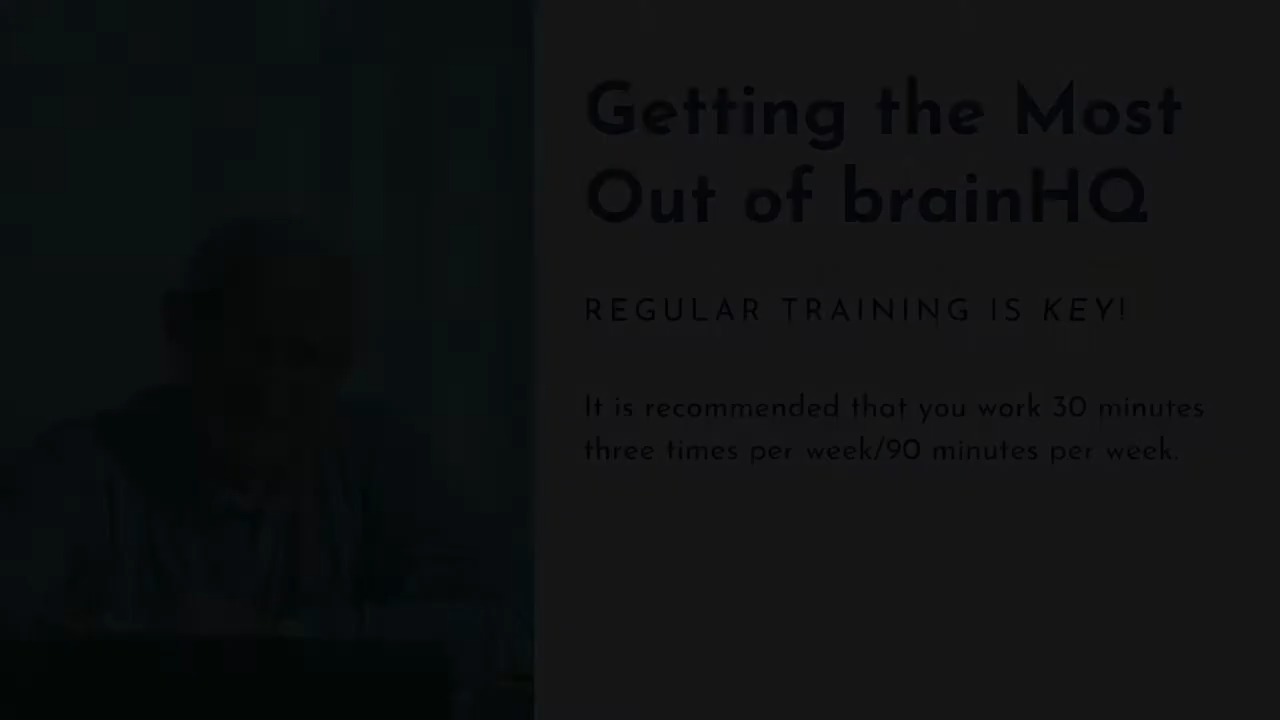 Getting the Most
Out of brainHQ
REGULAR TRAINING IS KEY!
It is recommended that you work 30 minutes
three times per week/90 minutes per week.